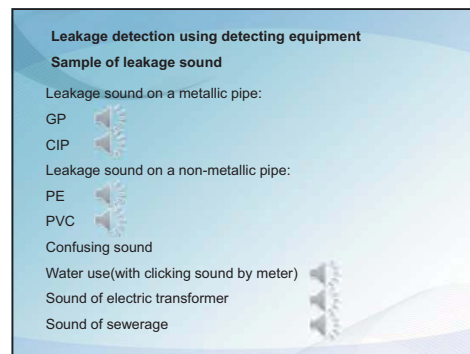 Leakage detection using detecting equipment
Sample of leakage sound
Leakage sound on a metallic pipe:
GP
CIP
Leakage sound on a non-metallic pipe:
PE
PVC
Confusing sound
Water use(with clicking sound by meter)
Sound of electric transformer
Sound of sewerage